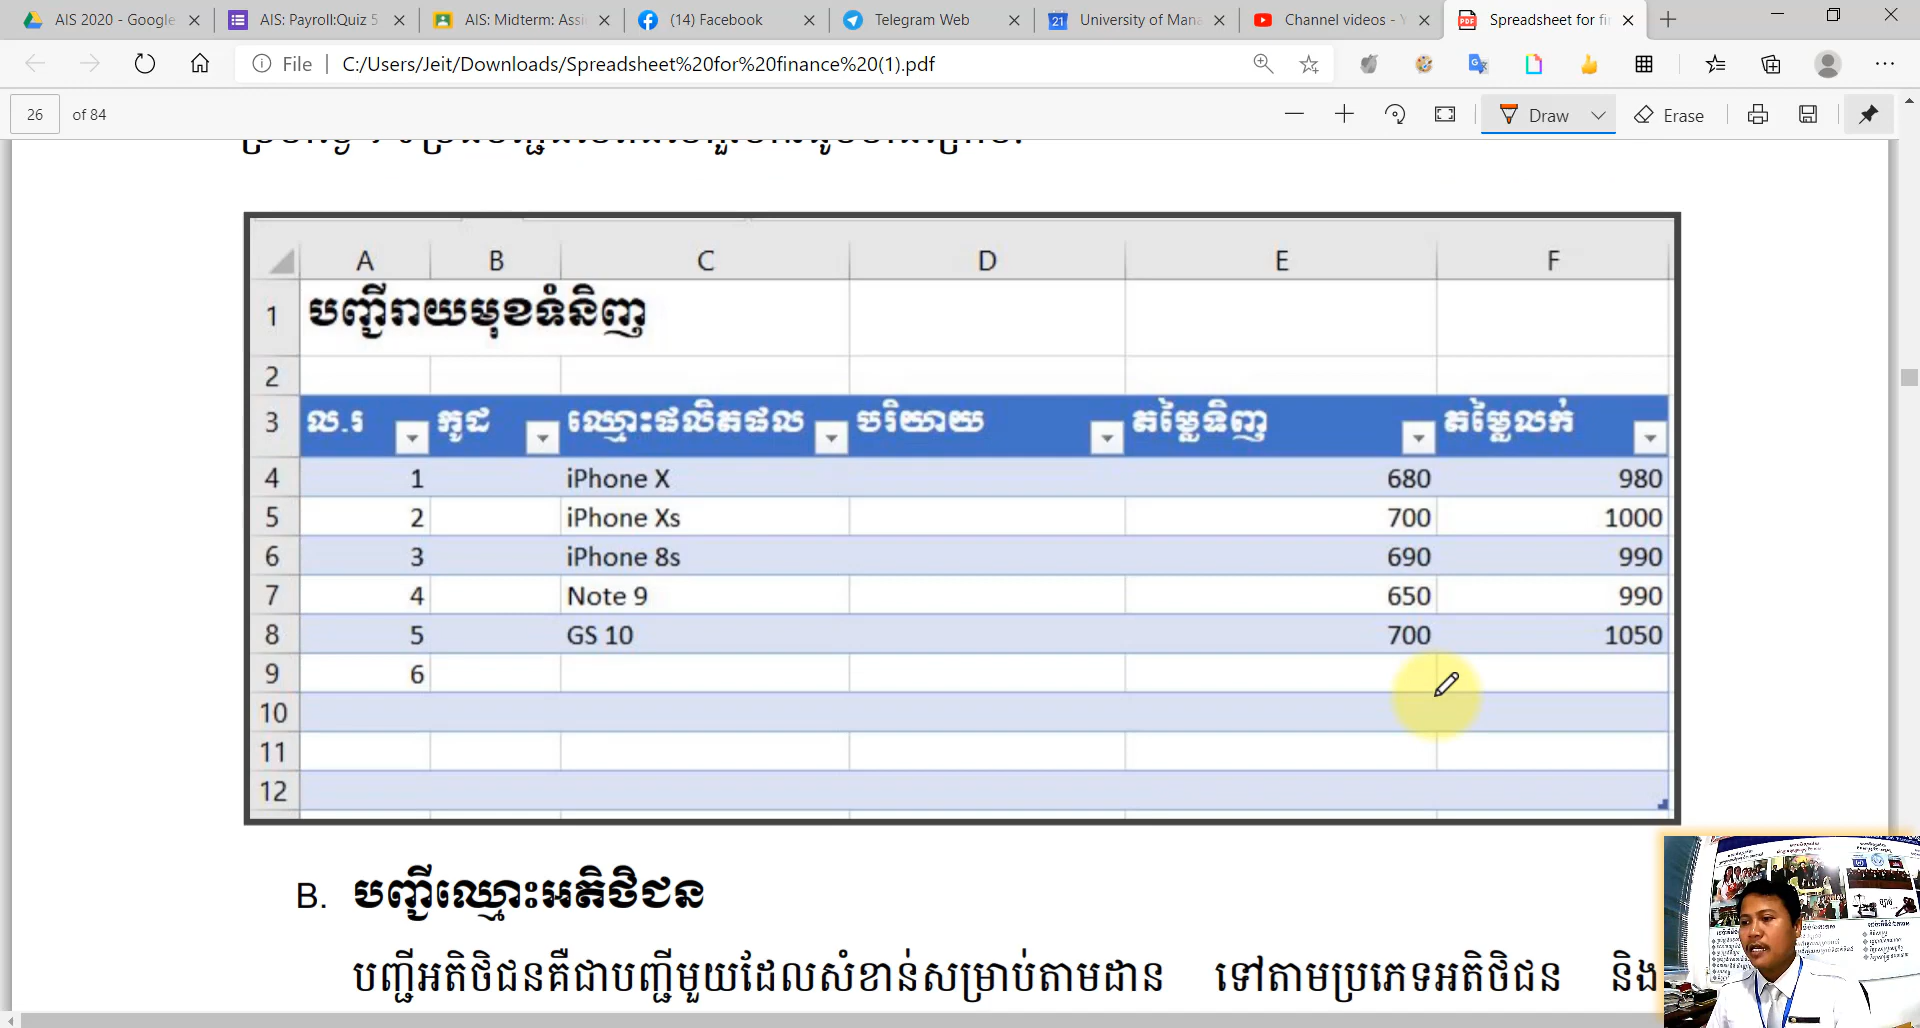 AIS 2020 - Google
AIS: Payroll:Quiz 5
AIS: Midterm: Assi
(14) Facebook
Telegram Web
21
University of Mana
Channel videos - Y
Spreadsheet for fi
File
C:/Users/Jeit/Downloads/Spreadsheet%20for%20finance%20(1).pdf
26 of 84
Draw
Erase
A B C D E F
1 បញ្ជីរាយមុខទំនិញ
2
3 ល.រ កូដ ឈ្មោះផលិតផល បរិយាយ តម្លៃទិញ តម្លៃលក់
4 1 iPhone X 680 980
5 2 iPhone Xs 700 1000
6 3 iPhone 8s 690 990
7 4 Note 9 650 990
8 5 GS 10 700 1050
9 6
10
11
12
B. បញ្ជីឈ្មោះអតិថិជន
បញ្ជីអតិថិជនគឺជាបញ្ជីមួយដែលសំខាន់សម្រាប់តាមដាន ទៅតាមប្រភេទអតិថិជន និង